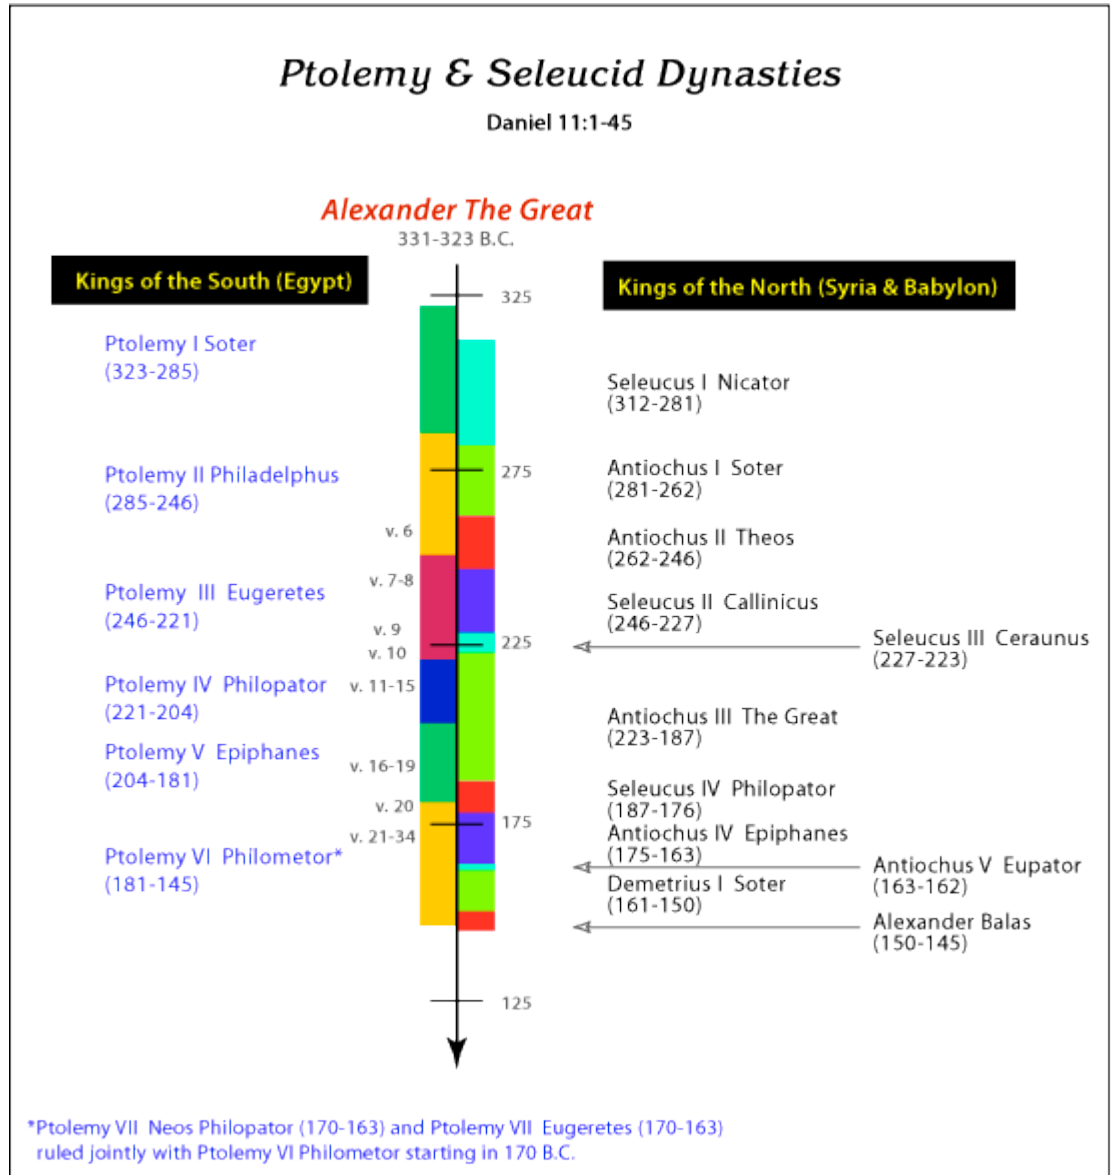 Ptolemy & Seleucid Dynasties
Daniel 11:1-45
Alexander The Great
331-323 B.C.
Kings of the South (Egypt)
Ptolemy I Soter
(323-285)
Ptolemy II Philadelphus
(285-246)
Ptolemy III Eugeretes
(246-221)
Ptolemy IV Philopator
(221-204)
Ptolemy V Epiphanes
(204-181)
Ptolemy VI Philometor*
(181-145)
v. 6
v. 7-8
v. 9
v. 10
v. 11-15
v. 16-19
v. 20
v. 21-34
325
275
225
175
125
Kings of the North (Syria & Babylon)
Seleucus I Nicator
(312-281)
Antiochus I Soter
(281-262)
Antiochus II Theos
(262-246)
Seleucus II Callinicus
(246-227)
Seleucus III Ceraunus
(227-223)
Antiochus III The Great
(223-187)
Seleucus IV Philopator
(187-176)
Antiochus IV Epiphanes
(175-163)
Antiochus V Eupator
(163-162)
Demetrius I Soter
(161-150)
Alexander Balas
(150-145)
*Ptolemy VII Neos Philopator (170-163) and Ptolemy VII Eugeretes (170-163)
ruled jointly with Ptolemy VI Philometor starting in 170 B.C.